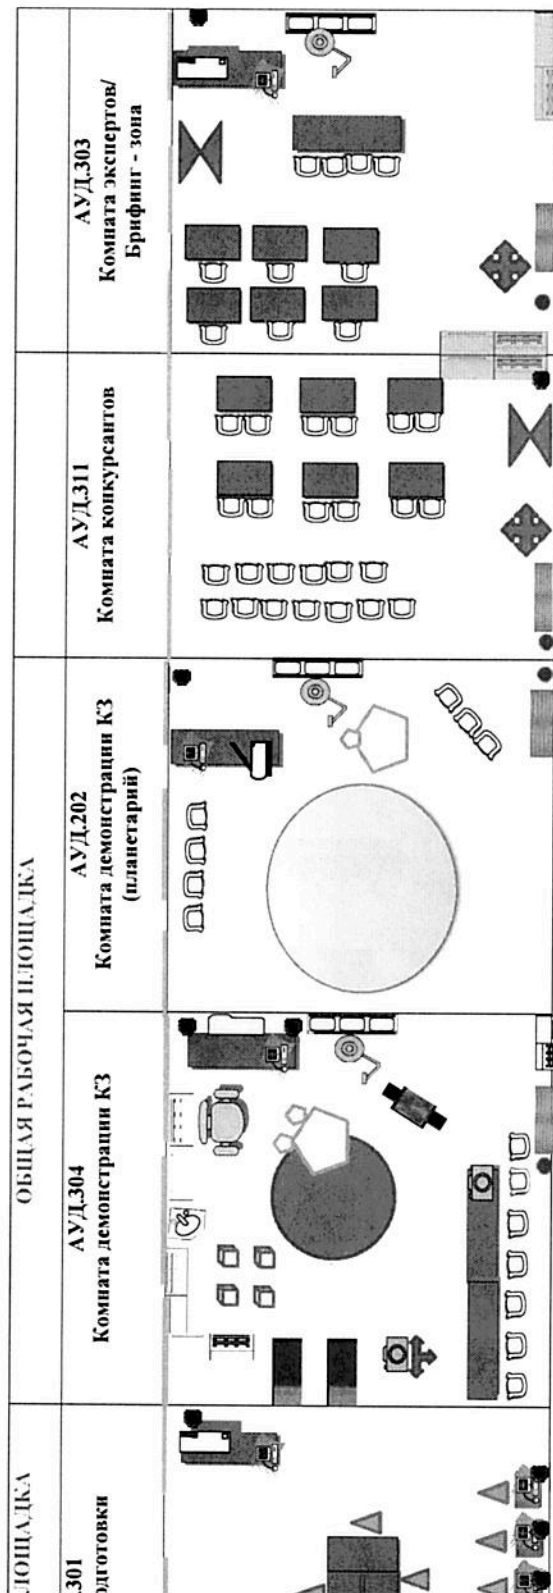 ЛОЩАДКА
ОБЩАЯ РАБОЧАЯ ПЛОЩАДКА
.301
одготовки
АУД.304
Комната демонстрации КЗ
АУД.202
Комната демонстрации КЗ
(планетарий)
АУД.311
Комната конкурсантов
АУД.303
Комната экспертов/
Брифинг - зона